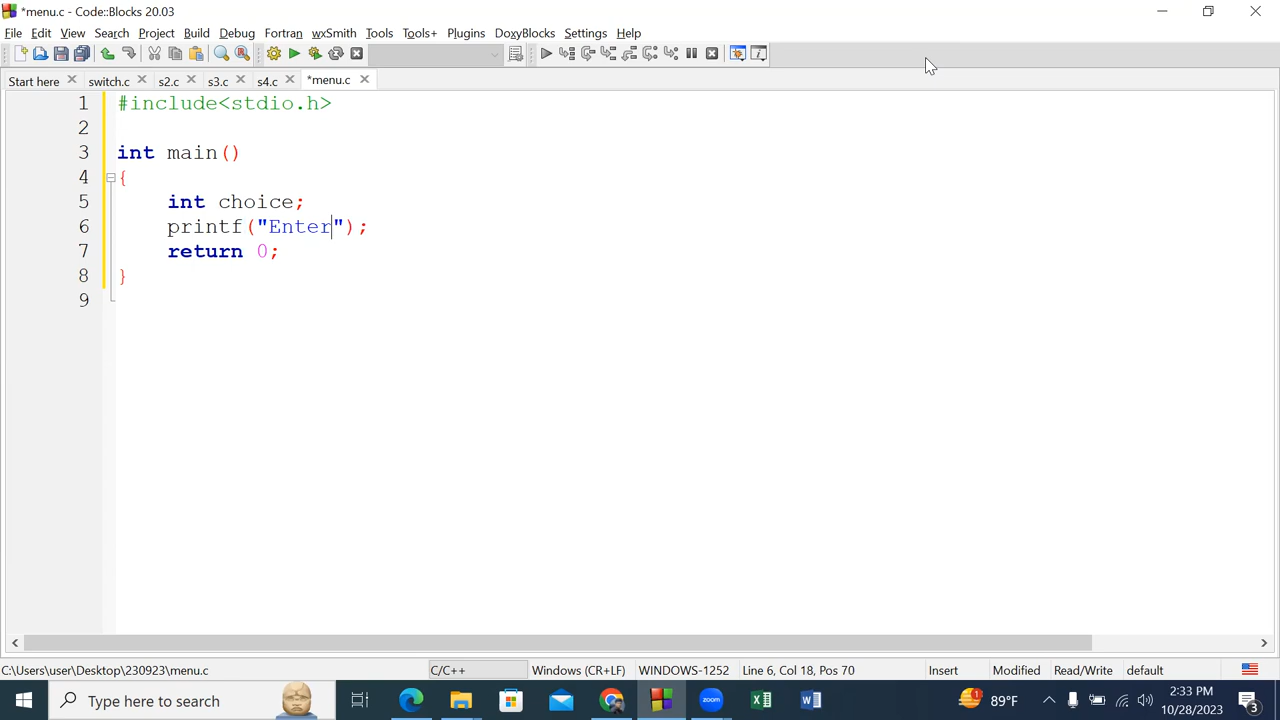 *menu.c - Code::Blocks 20.03
File Edit View Search Project Build Debug Fortran wxSmith Tools Tools+ Plugins DoxyBlocks Settings Help
Start here switch.c s2.c s3.c s4.c *menu.c
1 #include<stdio.h>
2
3 int main()
4 {
5 int choice;
6 printf("Enter");
7 return 0;
8 }
9
C:\Users\user\Desktop\230923\menu.c C/C++ Windows (CR+LF) WINDOWS-1252 Line 6, Col 18, Pos 70 Insert Modified Read/Write default
Type here to search zoom 1 89°F 2:33 PM
10/28/2023 3